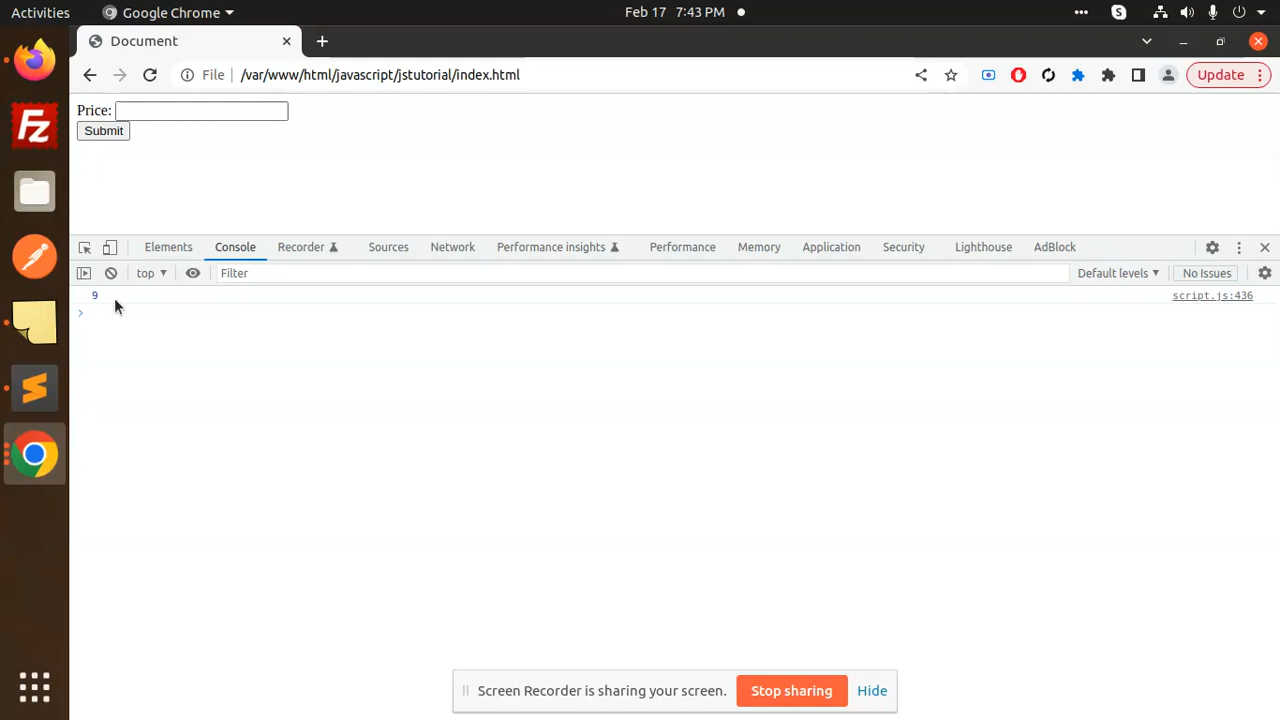 Activities
Google Chrome
Feb 17 7:43 PM
Document
File
/var/www/html/javascript/jstutorial/index.html
Update
Price:
Submit
Elements
Console
Recorder
Sources
Network
Performance insights
Performance
Memory
Application
Security
Lighthouse
AdBlock
top
Filter
Default levels
No Issues
9
script.js:436
Screen Recorder is sharing your screen.
Stop sharing
Hide